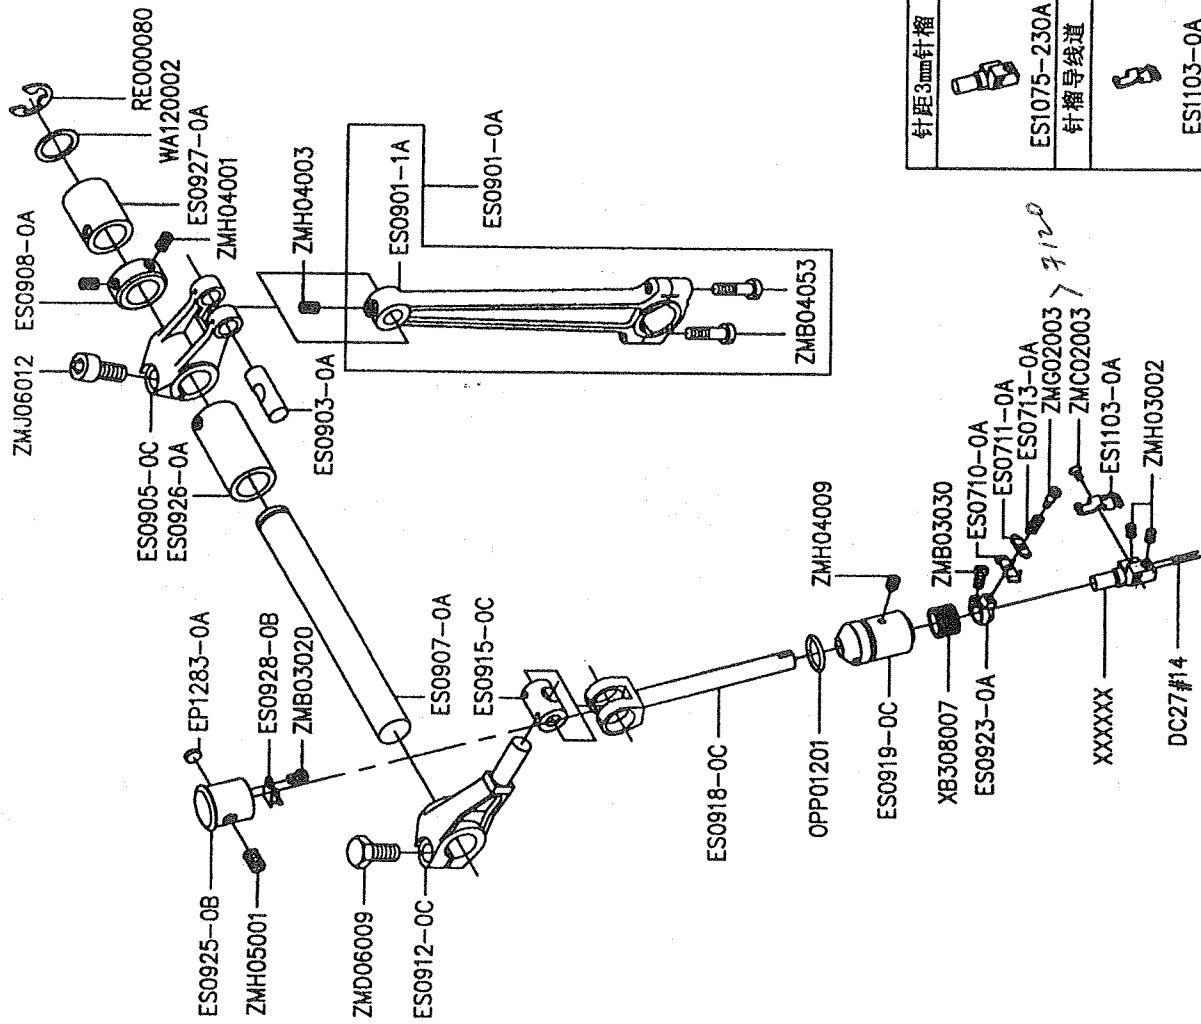 RE000080
WA120002
ES0927-0A
ZMH04001
ES0908-0A
ZMJ06012
ZMH04003
ES0901-1A
ES0901-0A
ZMB04053
ES0903-0A
ES0905-0C
ES0926-0A
EP1283-0A
ES0928-0B
ZMB03020
ES0907-0A
ES0915-0C
ES0925-0B
ZMH05001
ZMD06009
ES0912-0C
ES0918-0C
OPP01201
ES0919-0C
ZMH04009
XB308007
ES0923-0A
ZMB03030
ES0710-0A
ES0711-0A
ES0713-0A
ZMG02003
ZMC02003
7120
ES1103-0A
ZMH03002
XXXXXX
DC27#14
针距3mm针榴
ES1075-230A
针榴导线道
ES1103-0A